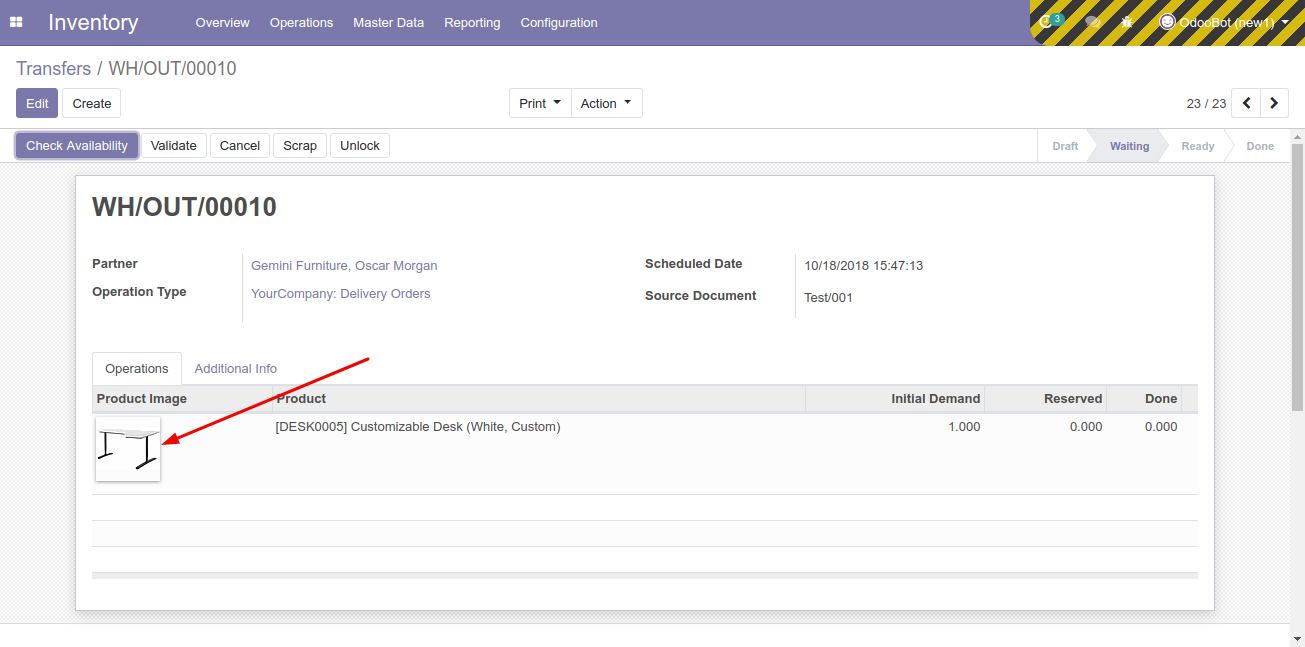 Inventory Overview Operations Master Data Reporting Configuration 3 OdooBot (new1)
Transfers / WH/OUT/00010
Edit Create Print Action 23 / 23
Check Availability Validate Cancel Scrap Unlock Draft Waiting Ready Done
WH/OUT/00010
Partner Gemini Furniture, Oscar Morgan Scheduled Date 10/18/2018 15:47:13
Operation Type YourCompany: Delivery Orders Source Document Test/001
Operations Additional Info
Product Image Product Initial Demand Reserved Done
[DESK0005] Customizable Desk (White, Custom) 1.000 0.000 0.000